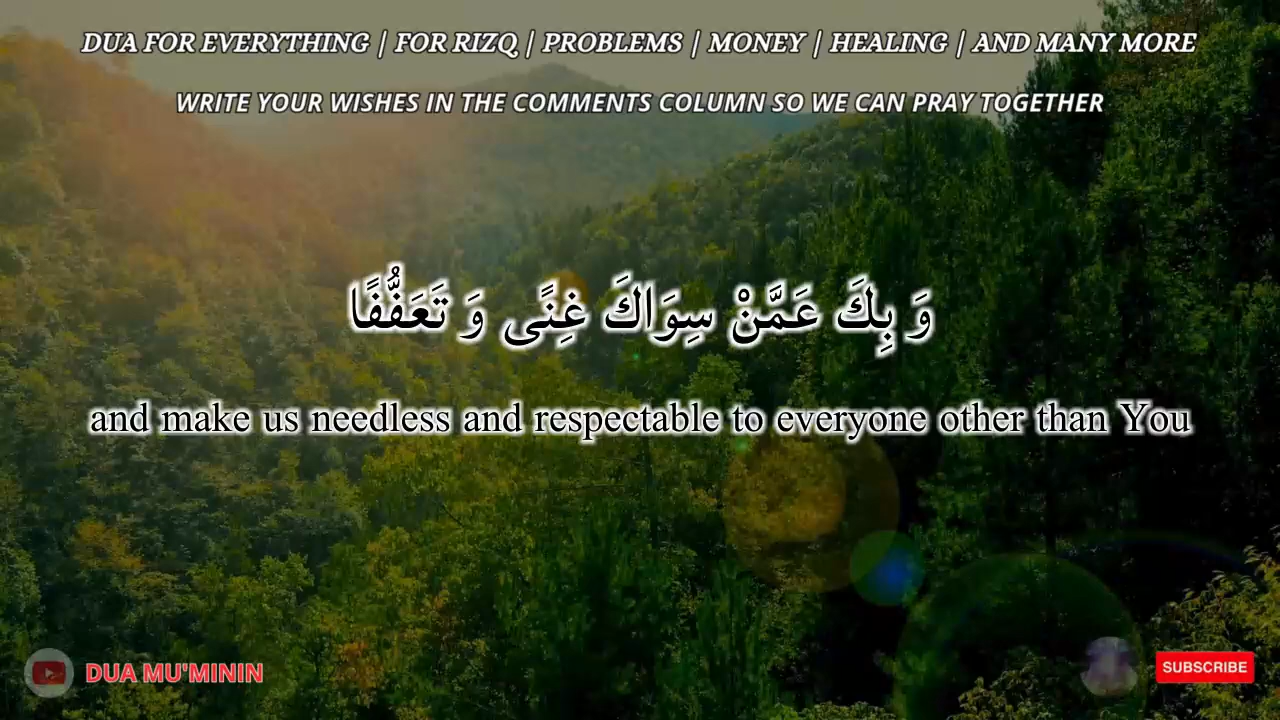 DUA FOR EVERYTHING | FOR RIZQ | PROBLEMS | MONEY | HEALING | AND MANY MORE
WRITE YOUR WISHES IN THE COMMENTS COLUMN SO WE CAN PRAY TOGETHER
وَ بِكَ عَمَّنْ سِوَاكَ غِنًى وَ تَعَفُّفًا
and make us needless and respectable to everyone other than You
DUA MU'MININ
SUBSCRIBE